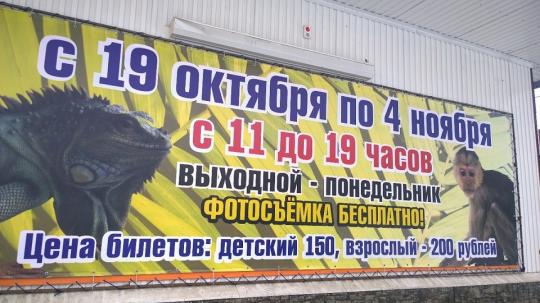 с 19 октября по 4 ноября
с 11 до 19 часов
ВЫХОДНОЙ - ПОНЕДЕЛЬНИК
ФОТОСЪЁМКА БЕСПЛАТНО!
Цена билетов: детский 150, взрослый - 200 рублей